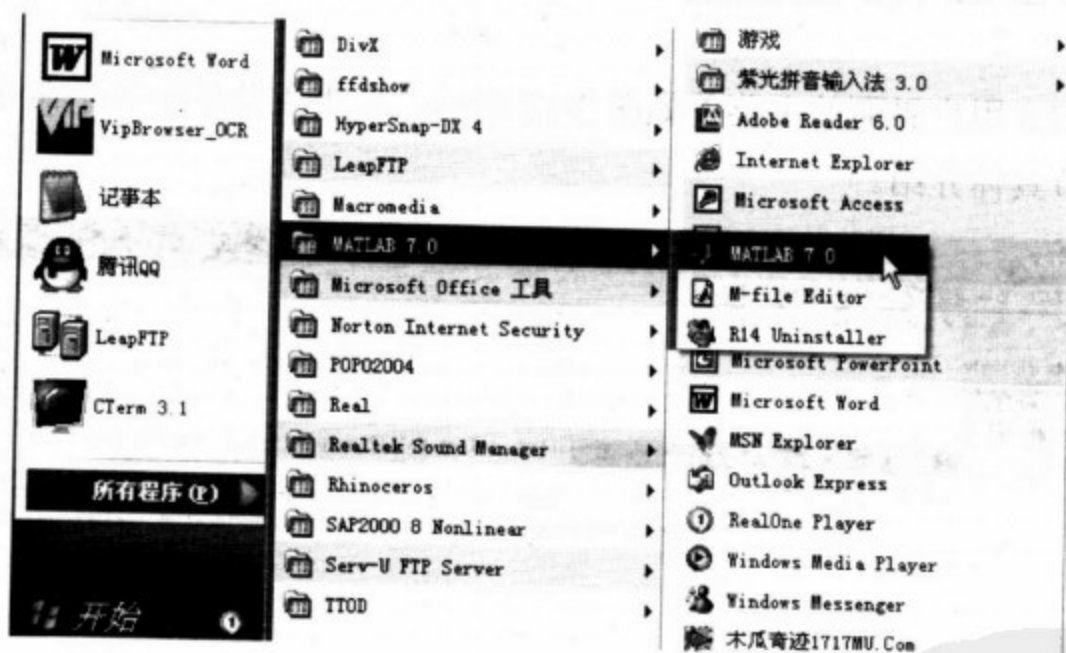 Microsoft Word
VipBrowser_OCR
记事本
腾讯QQ
LeapFTP
CTerm 3.1
所有程序(P)
开始
DivX
ffdshow
HyperSnap-DX 4
LeapFTP
Macromedia
MATLAB 7.0
Microsoft Office 工具
Norton Internet Security
POPO2004
Real
Realtek Sound Manager
Rhinoceros
SAP2000 8 Nonlinear
Serv-U FTP Server
TTOD
游戏
紫光拼音输入法 3.0
Adobe Reader 6.0
Internet Explorer
Microsoft Access
MATLAB 7.0
M-file Editor
R14 Uninstaller
Microsoft PowerPoint
Microsoft Word
MSN Explorer
Outlook Express
RealOne Player
Windows Media Player
Windows Messenger
木瓜奇迹1717MU.Com